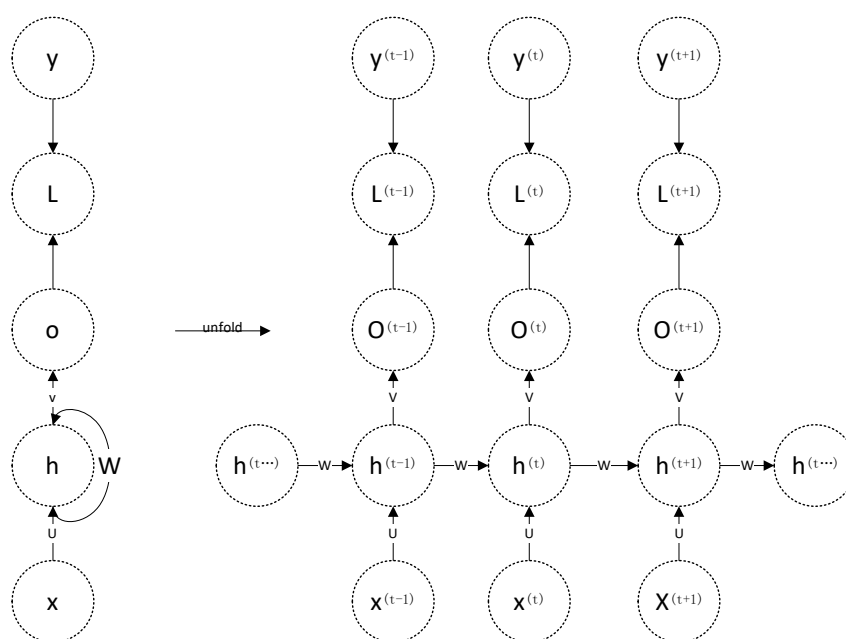 y y(t-1) y(t) y(t+1)
L L(t-1) L(t) L(t+1)
o unfold O(t-1) O(t) O(t+1)
v V V V
h W h(t…) W h(t-1) W h(t) W h(t+1) W h(t…)
U U U U
x x(t-1) x(t) X(t+1)